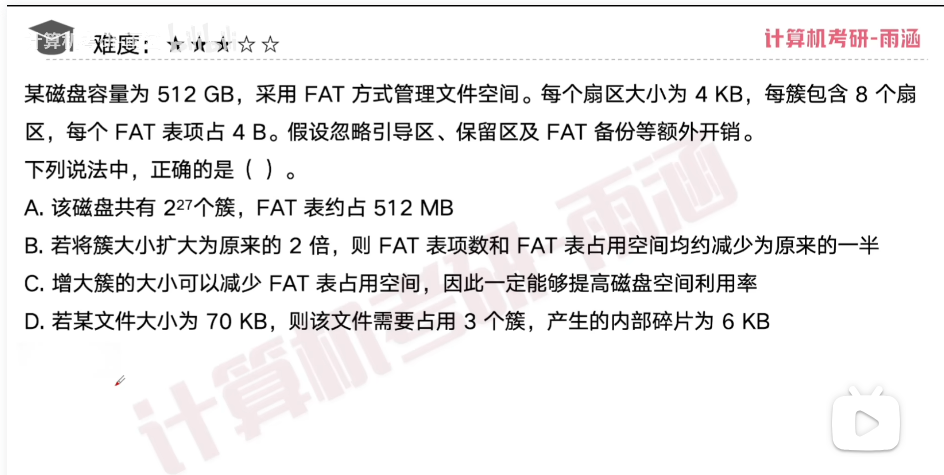 难度：★★★☆☆
计算机考研-雨涵
某磁盘容量为 512 GB，采用 FAT 方式管理文件空间。每个扇区大小为 4 KB，每簇包含 8 个扇
区，每个 FAT 表项占 4 B。假设忽略引导区、保留区及 FAT 备份等额外开销。
下列说法中，正确的是（ ）。
A. 该磁盘共有 2²⁷个簇，FAT 表约占 512 MB
B. 若将簇大小扩大为原来的 2 倍，则 FAT 表项数和 FAT 表占用空间均约减少为原来的一半
C. 增大簇的大小可以减少 FAT 表占用空间，因此一定能够提高磁盘空间利用率
D. 若某文件大小为 70 KB，则该文件需要占用 3 个簇，产生的内部碎片为 6 KB
计算机考研-雨涵